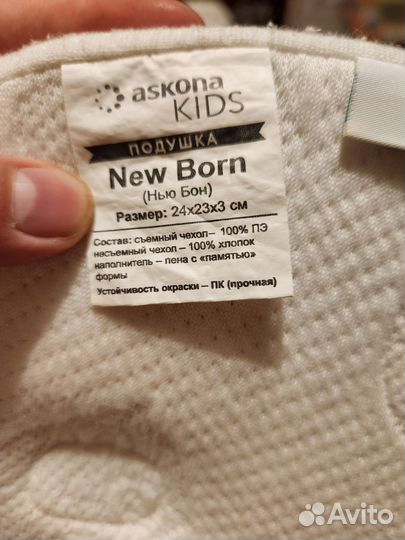 askona
KIDS
ПОДУШКА
New Born
(Нью Бон)
Размер: 24х23х3 см
Состав: съемный чехол– 100% ПЭ
несъемный чехол – 100% хлопок
наполнитель – пена с «памятью»
формы
Устойчивость окраски – ПК (прочная)
Avito